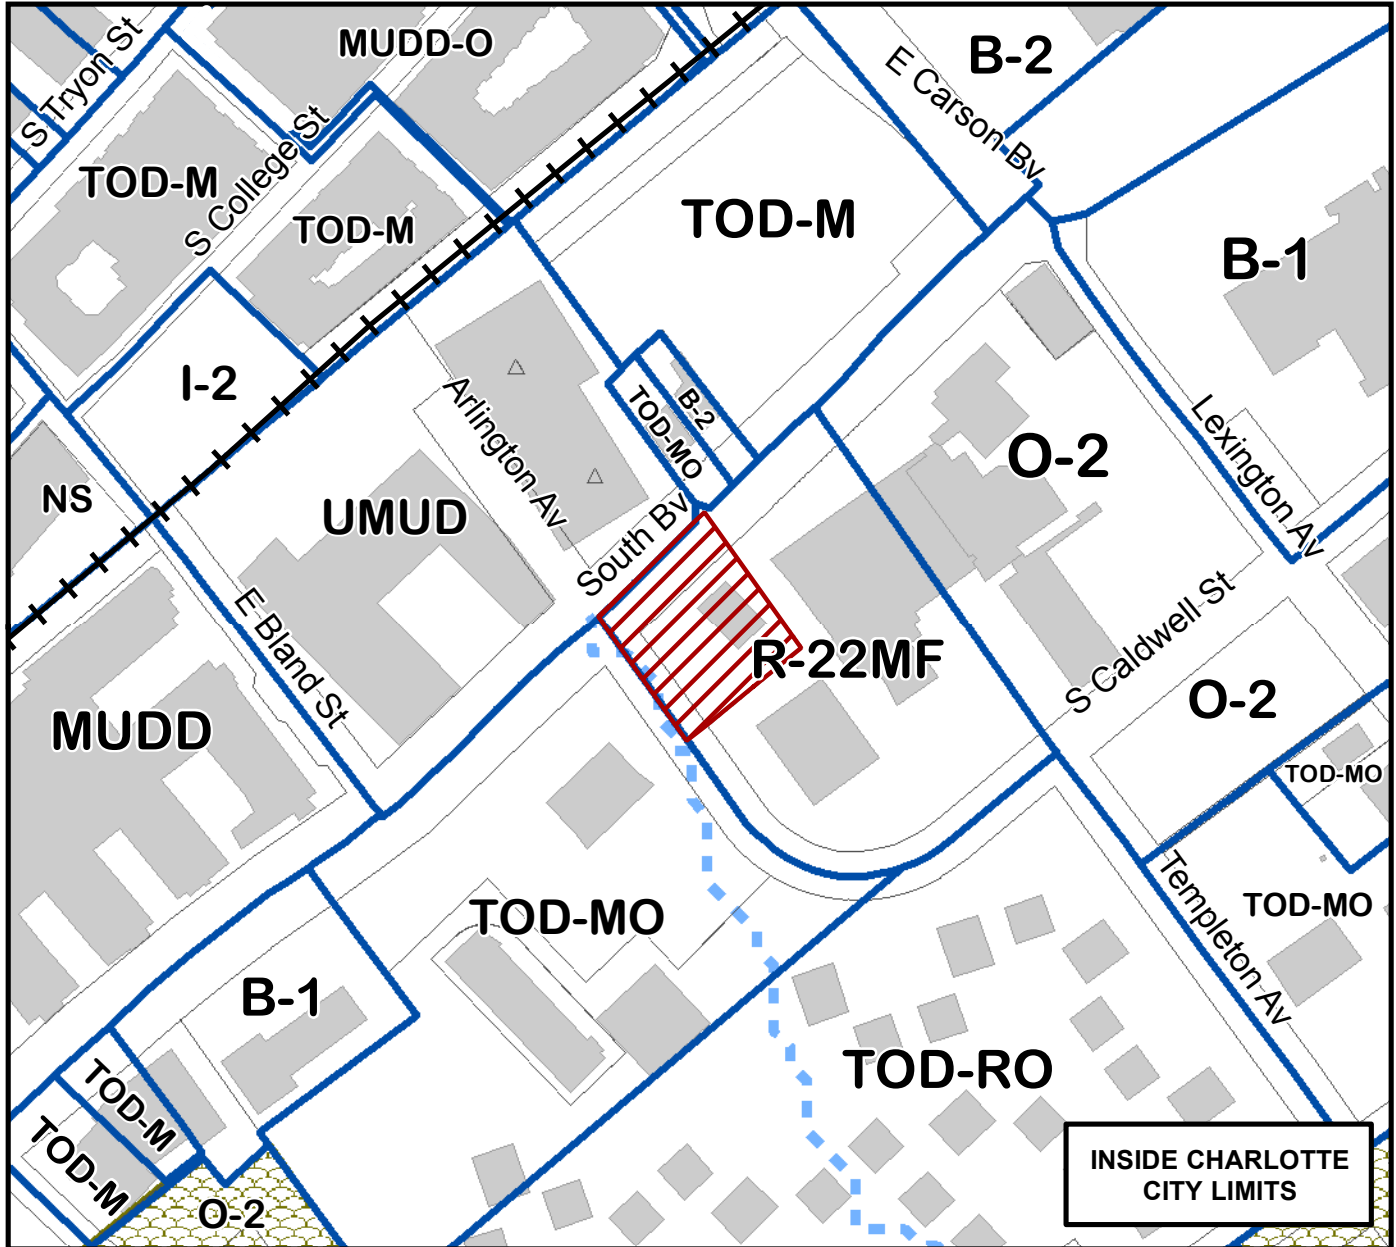 MUDD-O
S Tryon St
B-2
E Carson Bv
TOD-M
S College St
TOD-M
TOD-M
B-1
I-2
Arlington Av
B-2
TOD-MO
O-2
Lexington Av
NS
UMUD
South Bv
E Bland St
S Caldwell St
R-22MF
O-2
MUDD
TOD-MO
Templeton Av
TOD-MO
TOD-MO
B-1
TOD-RO
TOD-M
TOD-M
O-2
INSIDE CHARLOTTE
CITY LIMITS